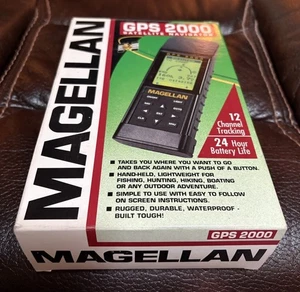 GPS 2000
SATELLITE NAVIGATOR
MAGELLAN
MAGELLAN
12
Channel
Tracking
24 Hour
Battery Life
TAKES YOU WHERE YOU WANT TO GO
AND BACK AGAIN WITH A PUSH OF A BUTTON.
HAND-HELD, LIGHTWEIGHT FOR
FISHING, HUNTING, HIKING, BOATING
OR ANY OUTDOOR ADVENTURE.
SIMPLE TO USE WITH EASY TO FOLLOW
ON SCREEN INSTRUCTIONS.
RUGGED, DURABLE, WATERPROOF
BUILT TOUGH!
GPS 2000
MAGELLAN